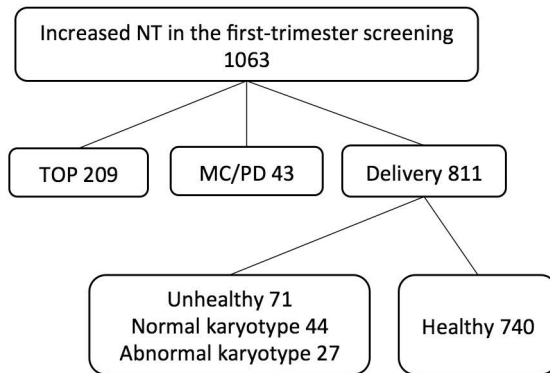 Increased NT in the first-trimester screening
1063
TOP 209
MC/PD 43
Delivery 811
Unhealthy 71
Normal karyotype 44
Abnormal karyotype 27
Healthy 740